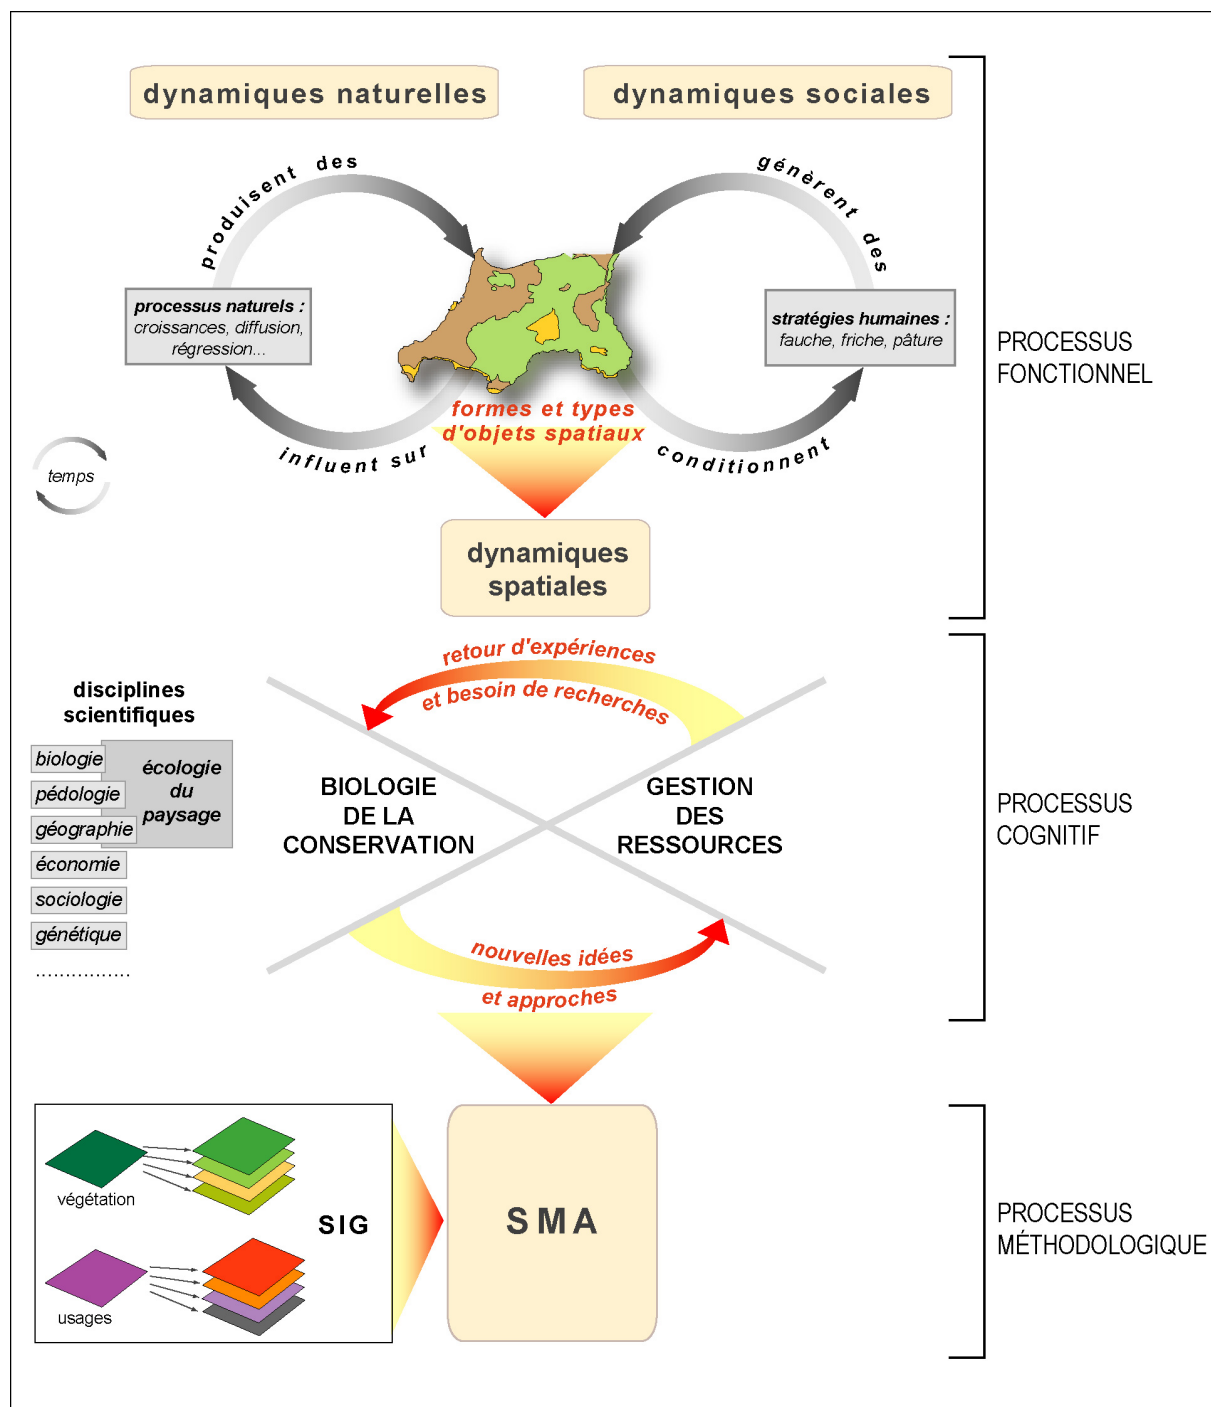 dynamiques naturelles
dynamiques sociales
produisent des
génèrent des
processus naturels :
croissances, diffusion,
régression...
stratégies humaines :
fauche, friche, pâture
PROCESSUS
FONCTIONNEL
formes et types
d'objets spatiaux
influent sur
conditionnent
temps
dynamiques
spatiales
retour d'expériences
et besoin de recherches
disciplines
scientifiques
biologie
pédologie
géographie
économie
sociologie
génétique
................
écologie
du
paysage
BIOLOGIE
DE LA
CONSERVATION
GESTION
DES
RESSOURCES
PROCESSUS
COGNITIF
nouvelles idées
et approches
végétation
usages
SIG
SMA
PROCESSUS
MÉTHODOLOGIQUE